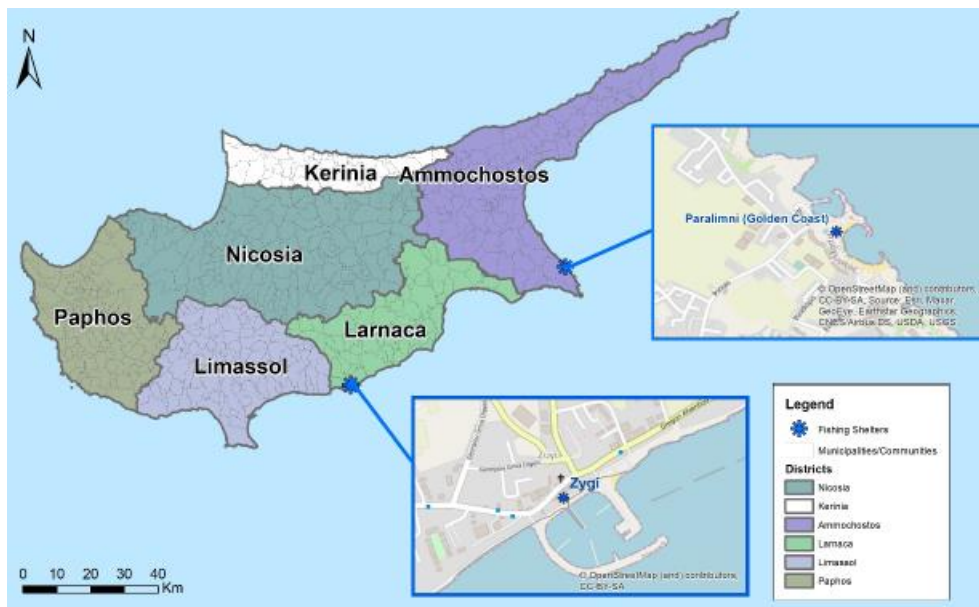 N
Kerinia
Ammochostos
Nicosia
Paphos
Larnaca
Limassol
Paralimni (Golden Coast)
© OpenStreetMap (and) contributors,
CC-BY-SA, Source: Esri, Maxar,
GeoEye, Earthstar Geographics,
CNES/Airbus DS, USDA, USGS
Zygi
Zygi
© OpenStreetMap (and) contributors,
CC-BY-SA
Legend
Fishing Shelters
Municipalities/Communities
Districts
Nicosia
Kerinia
Ammochostos
Larnaca
Limassol
Paphos
0 10 20 30 40
Km